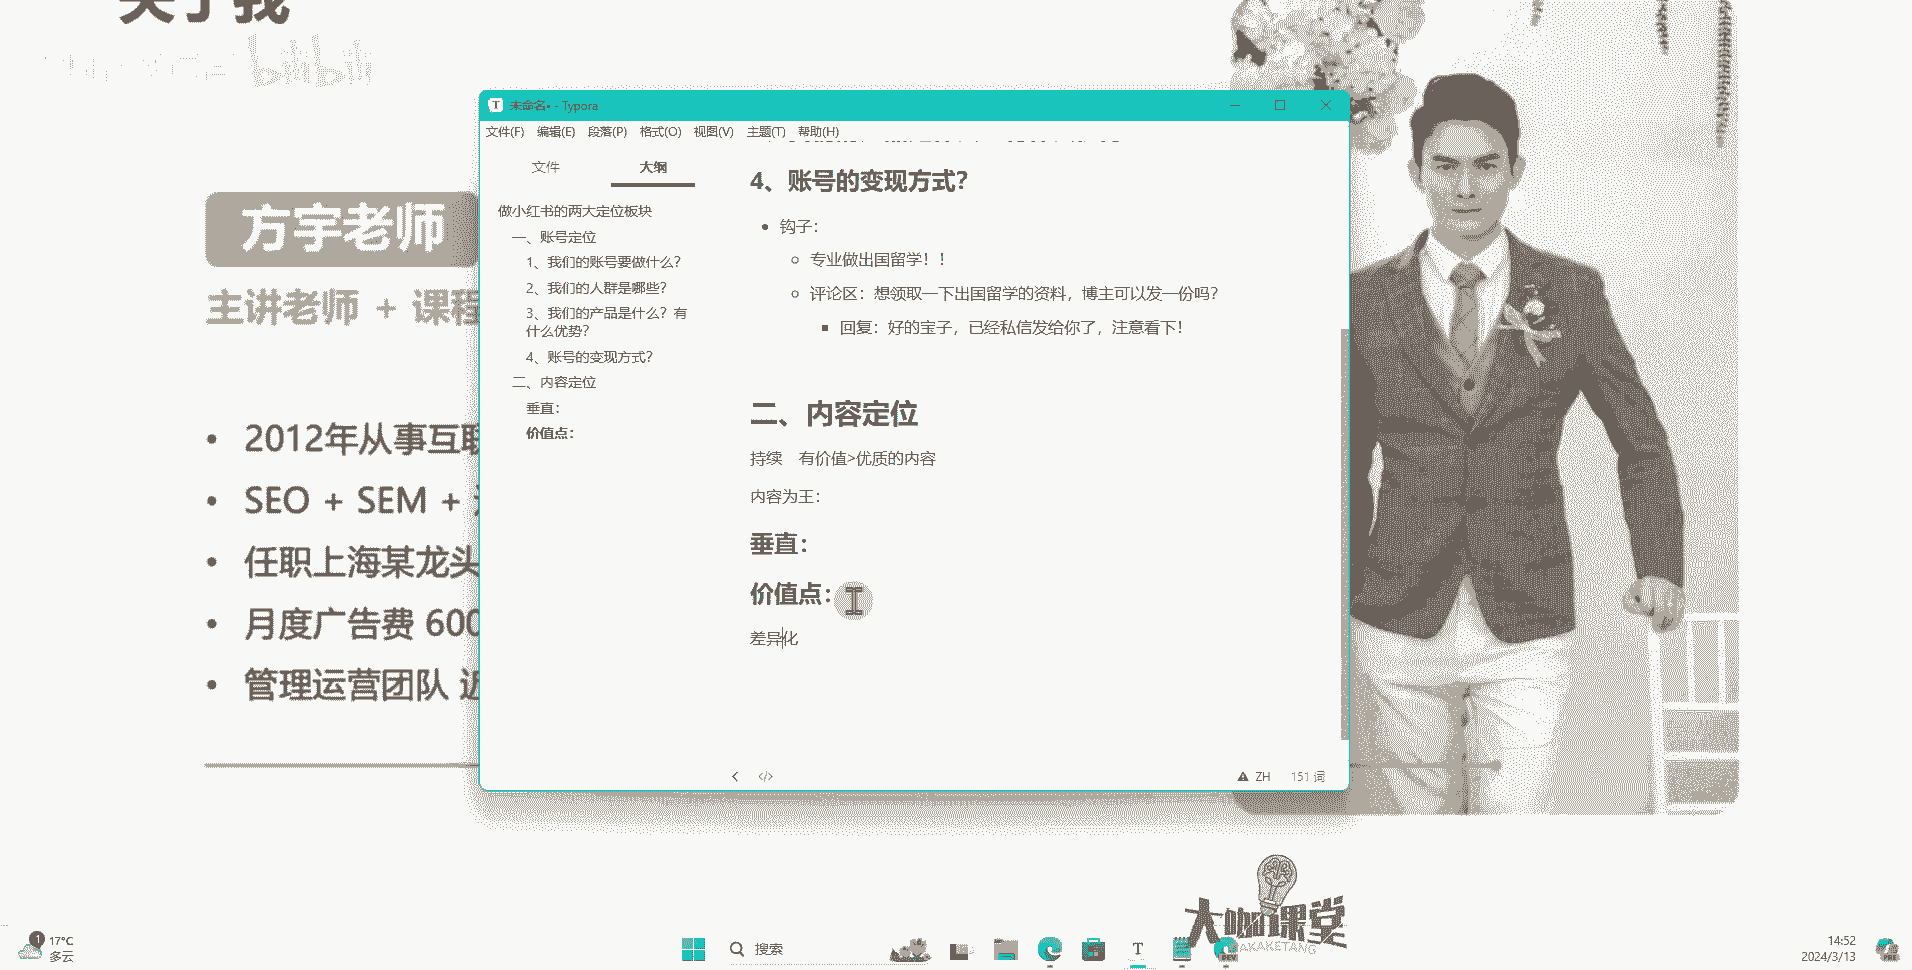 关于我
bilibili
方宇老师
主讲老师 + 课程
• 2012年从事互联
• SEO + SEM +
• 任职上海某龙头
• 月度广告费 600
• 管理运营团队
未命名• - Typora
文件(F) 编辑(E) 段落(P) 格式(O) 视图(V) 主题(T) 帮助(H)
文件 大纲
做小红书的两大定位板块
一、账号定位
1、我们的账号要做什么？
2、我们的人群是哪些？
3、我们的产品是什么？有
什么优势？
4、账号的变现方式？
二、内容定位
垂直：
价值点：
4、账号的变现方式？
钩子：
专业做出国留学！！
评论区：想领取一下出国留学的资料，博主可以发一份吗？
回复：好的宝子，已经私信发给你了，注意看下！
二、内容定位
持续 有价值>优质的内容
内容为王：
垂直：
价值点：
差异化
ZH 151 词
大咖课堂
DAKAKETANG
1
17°C
多云
搜索
T
DEV
14:52
2024/3/13
PRE